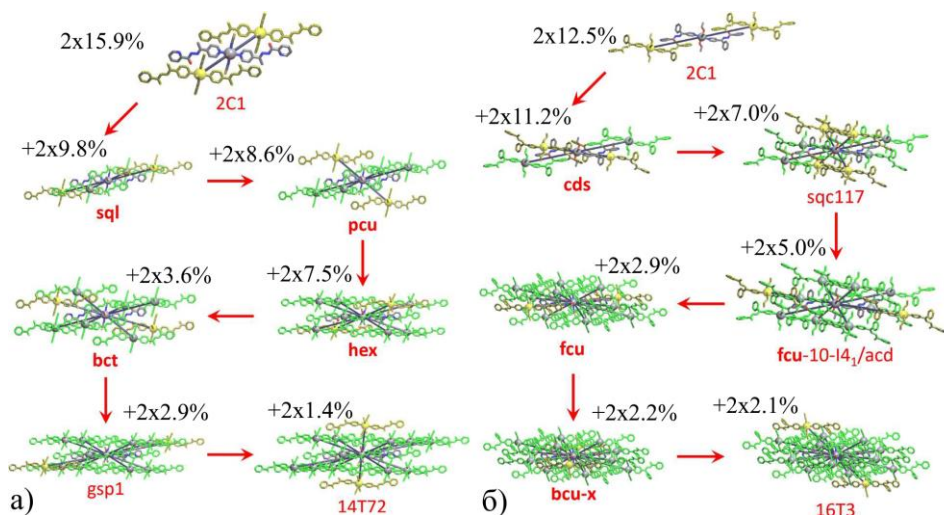 2x15.9%
2C1
+2x9.8%
sql
+2x8.6%
pcu
+2x7.5%
hex
+2x3.6%
bct
+2x2.9%
gsp1
+2x1.4%
14T72
а)
2x12.5%
2C1
+2x11.2%
cds
+2x7.0%
sqc117
+2x5.0%
fcu-10-I4₁/acd
+2x2.9%
fcu
+2x2.2%
bcu-x
+2x2.1%
16T3
б)